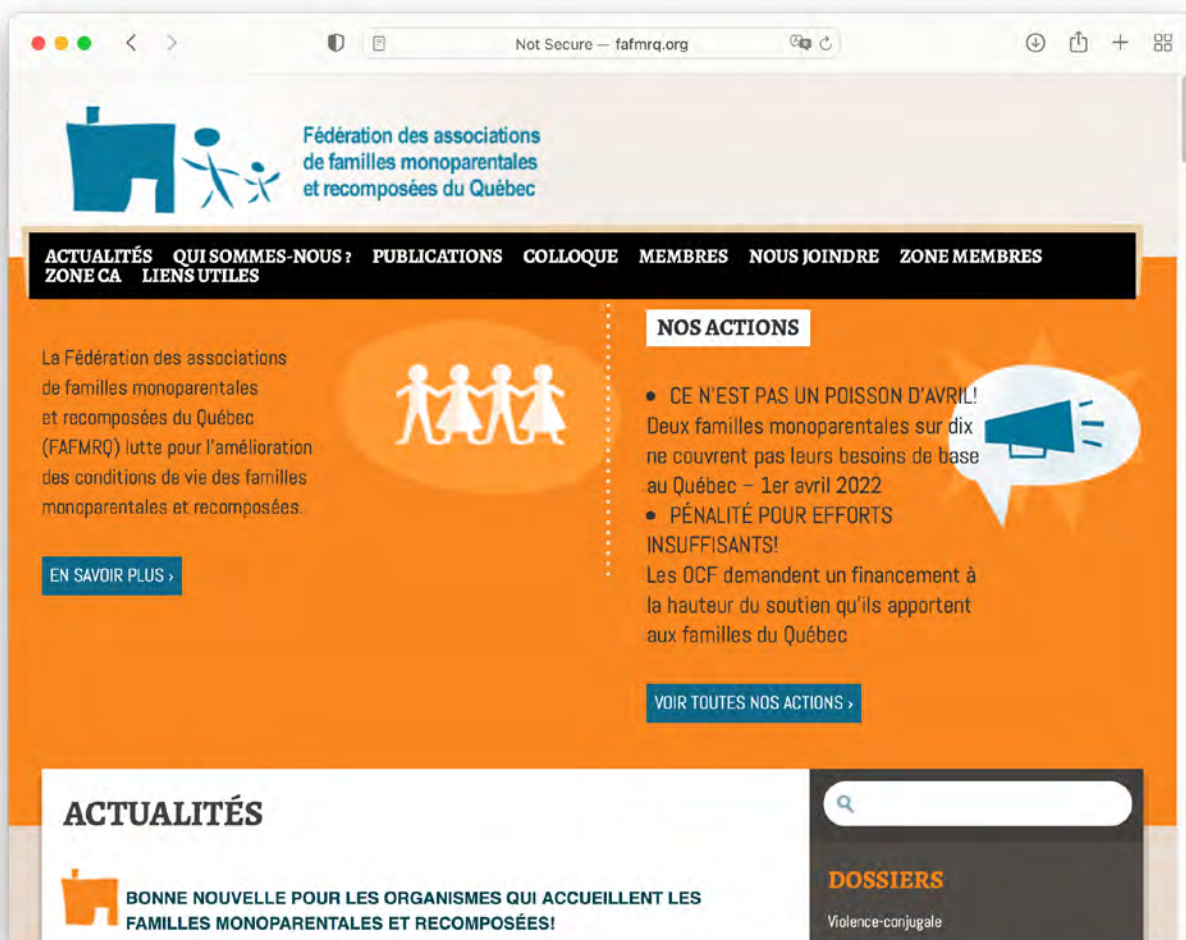 Not Secure — fafmrq.org
Fédération des associations
de familles monoparentales
et recomposées du Québec
ACTUALITÉS QUI SOMMES-NOUS ? PUBLICATIONS COLLOQUE MEMBRES NOUS JOINDRE ZONE MEMBRES
ZONE CA LIENS UTILES
La Fédération des associations
de familles monoparentales
et recomposées du Québec
(FAFMRQ) lutte pour l'amélioration
des conditions de vie des familles
monoparentales et recomposées.
EN SAVOIR PLUS ›
NOS ACTIONS
• CE N'EST PAS UN POISSON D'AVRIL!
Deux familles monoparentales sur dix
ne couvrent pas leurs besoins de base
au Québec – 1er avril 2022
• PÉNALITÉ POUR EFFORTS
INSUFFISANTS!
Les OCF demandent un financement à
la hauteur du soutien qu'ils apportent
aux familles du Québec
VOIR TOUTES NOS ACTIONS ›
ACTUALITÉS
BONNE NOUVELLE POUR LES ORGANISMES QUI ACCUEILLENT LES
FAMILLES MONOPARENTALES ET RECOMPOSÉES!
DOSSIERS
Violence-conjugale